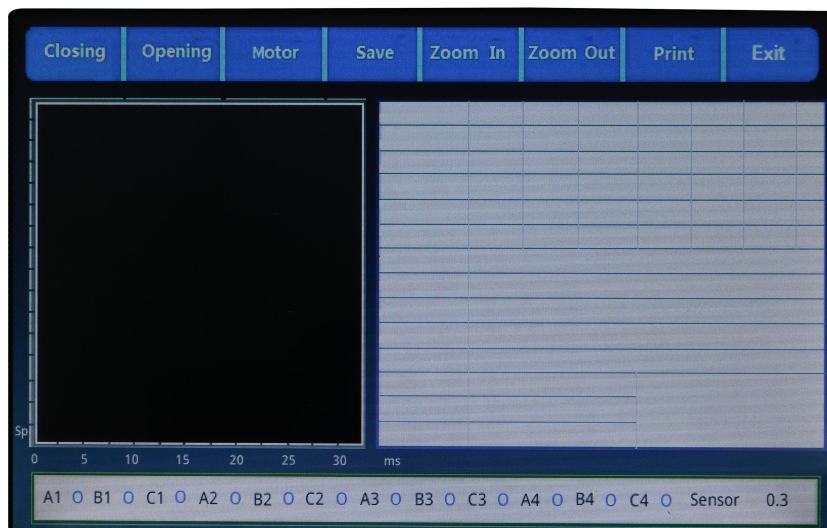 Closing Opening Motor Save Zoom In Zoom Out Print Exit
Sp
0 5 10 15 20 25 30 ms
A1 O B1 O C1 O A2 O B2 O C2 O A3 O B3 O C3 O A4 O B4 O C4 O Sensor 0.3